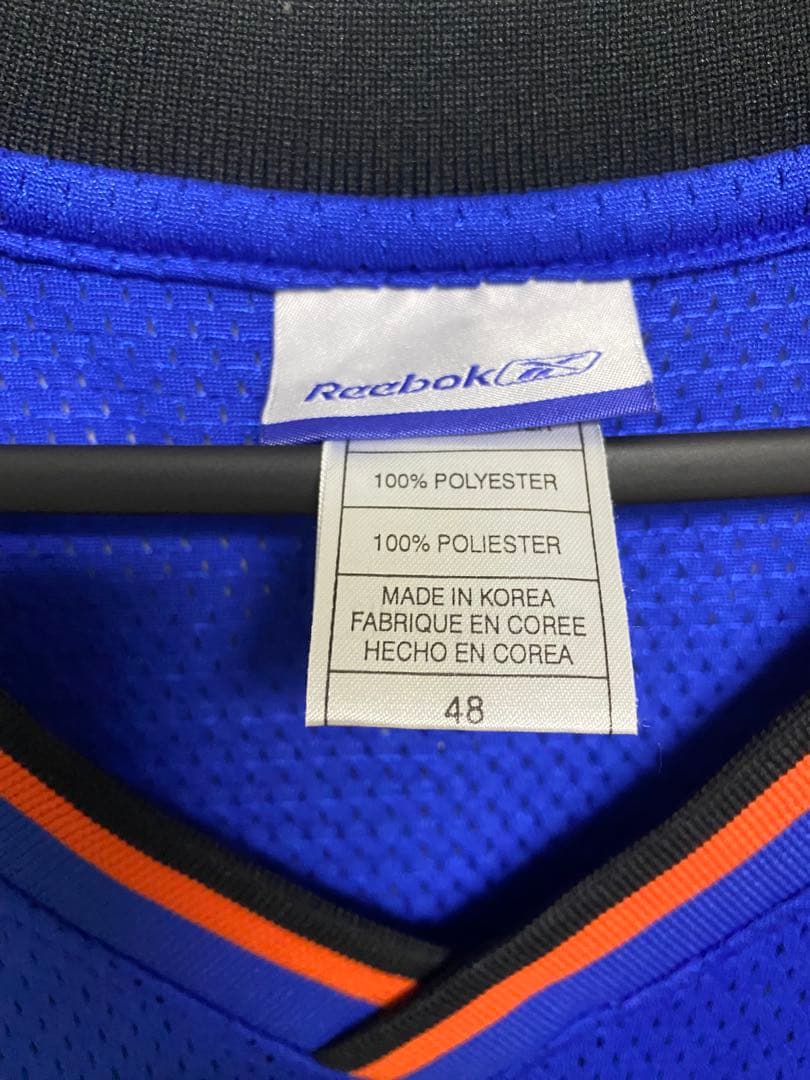 Reebok
100% POLYESTER
100% POLIESTER
MADE IN KOREA
FABRIQUE EN COREE
HECHO EN COREA
48